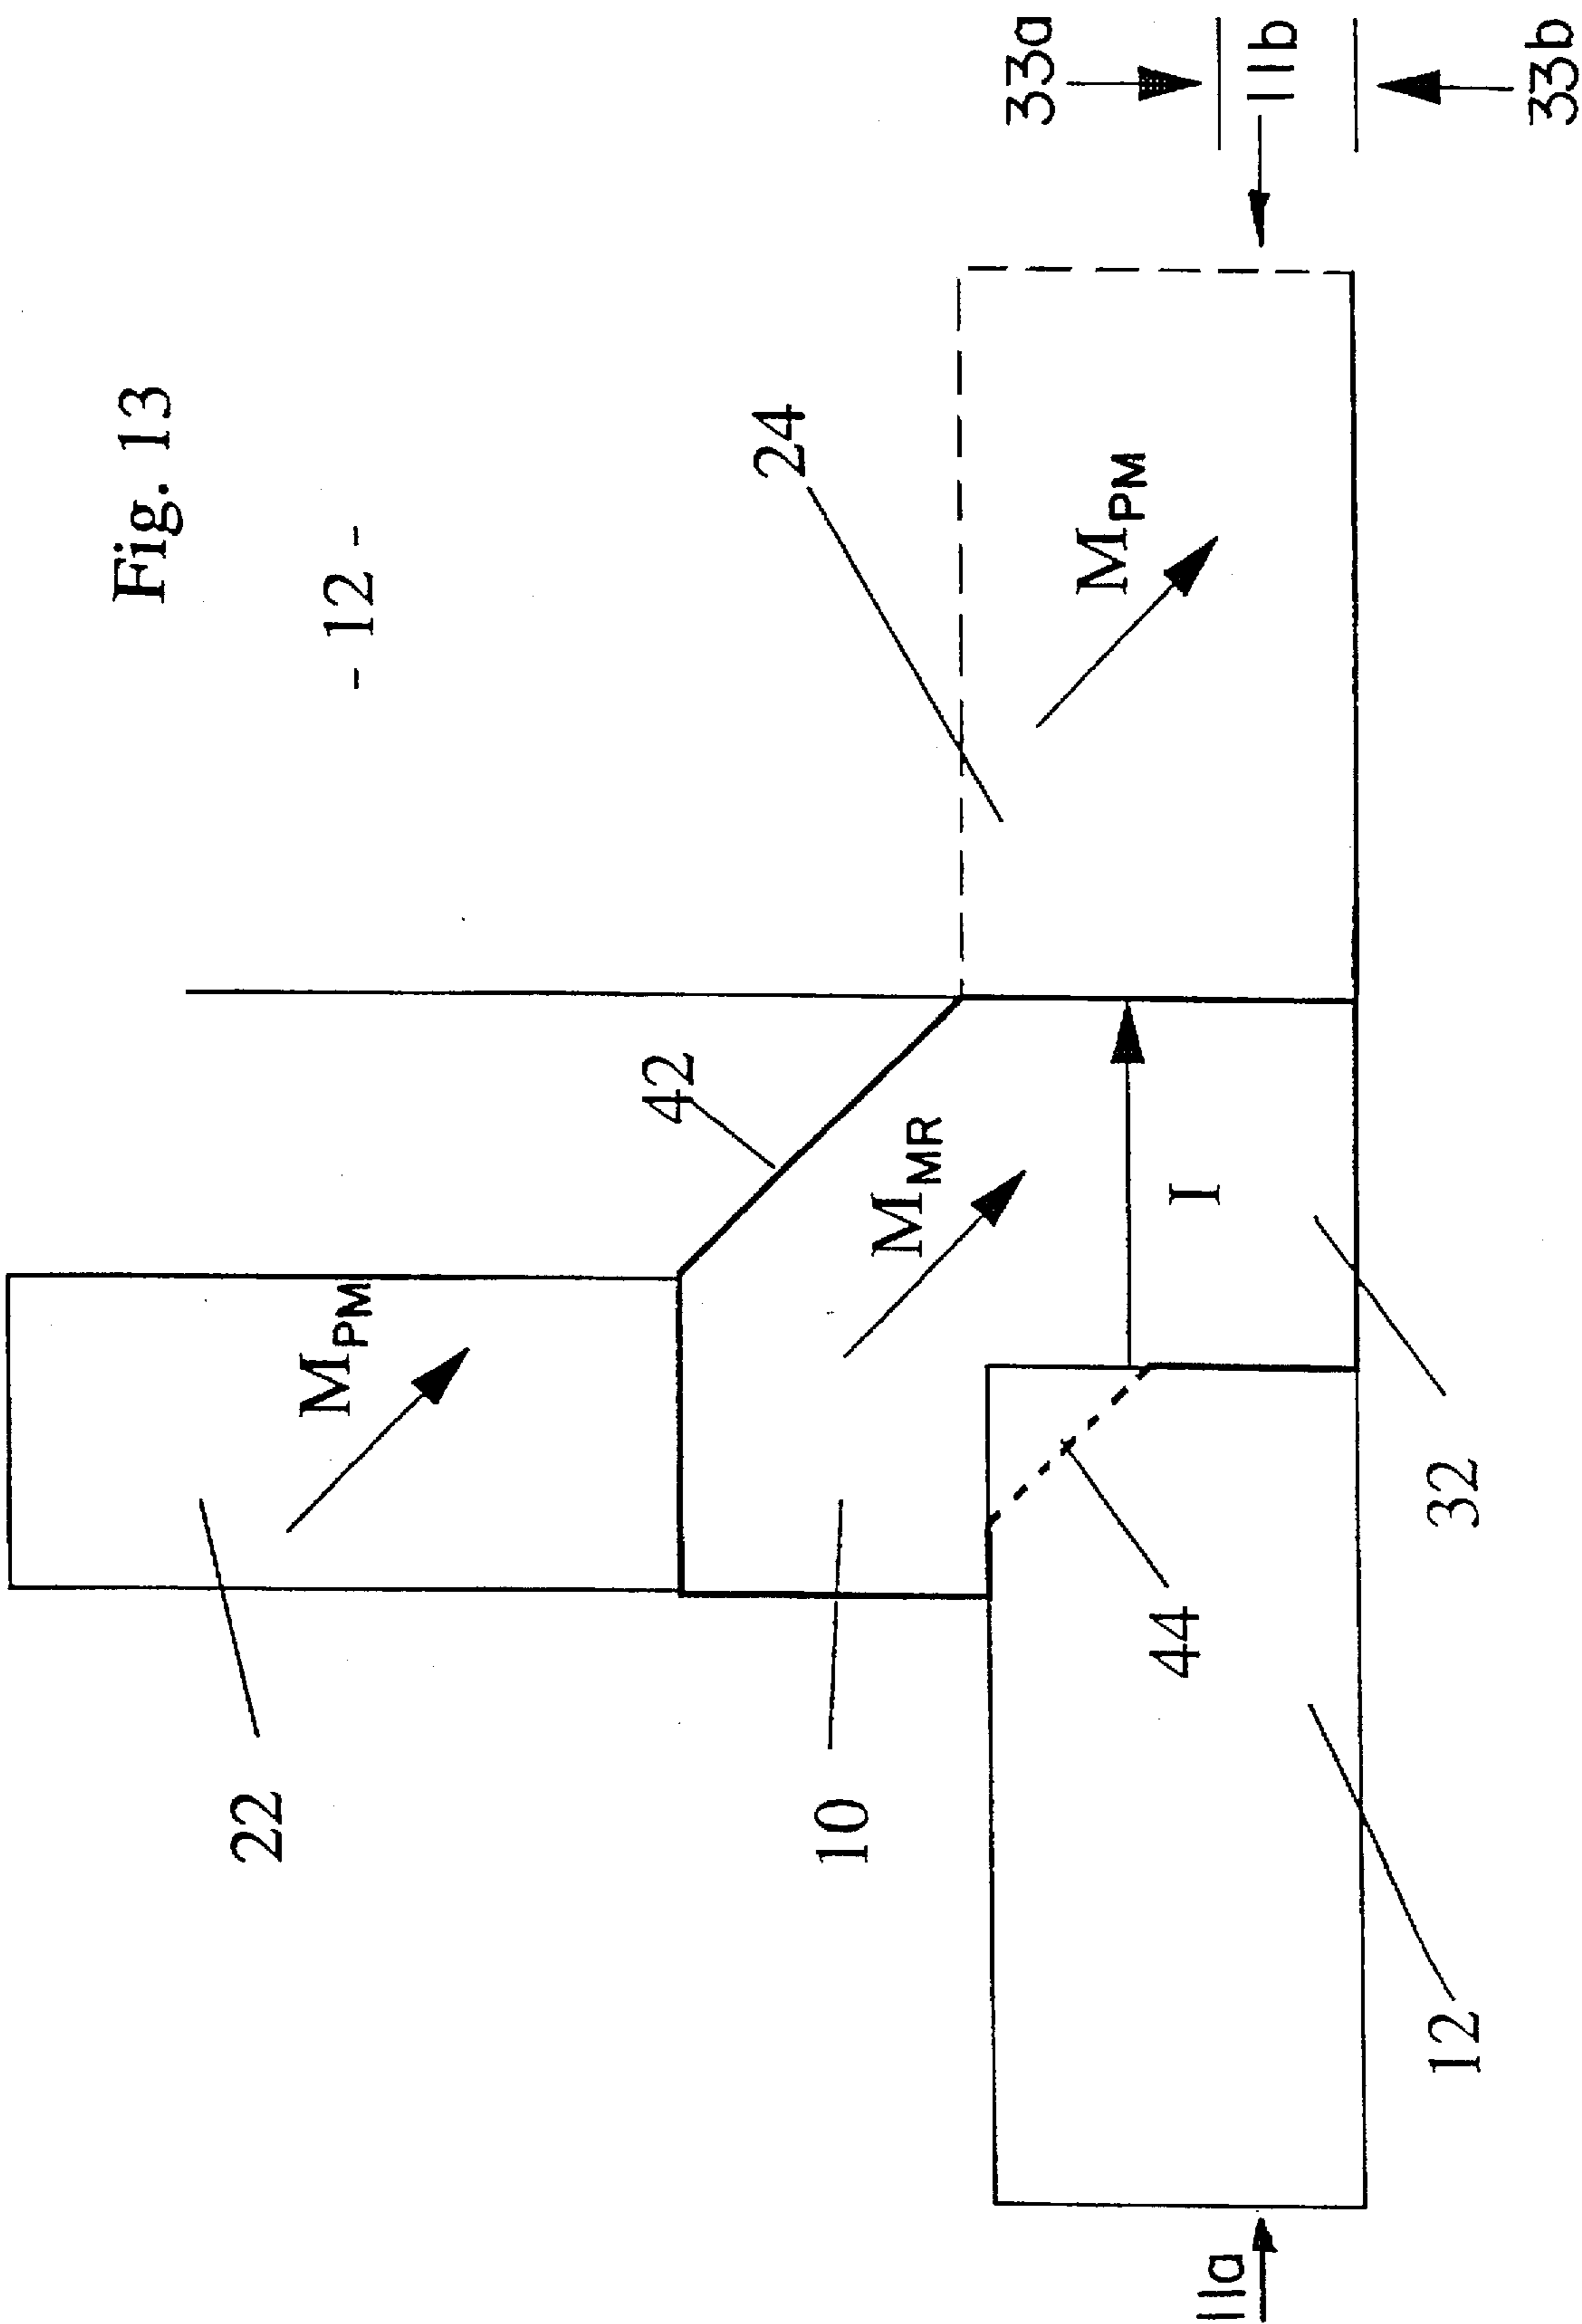 Fig. 13
- 12 -
22
M_PM
42
24
10
M_MR
33a
M_PM
44
I
11a
11b
12
32
33b